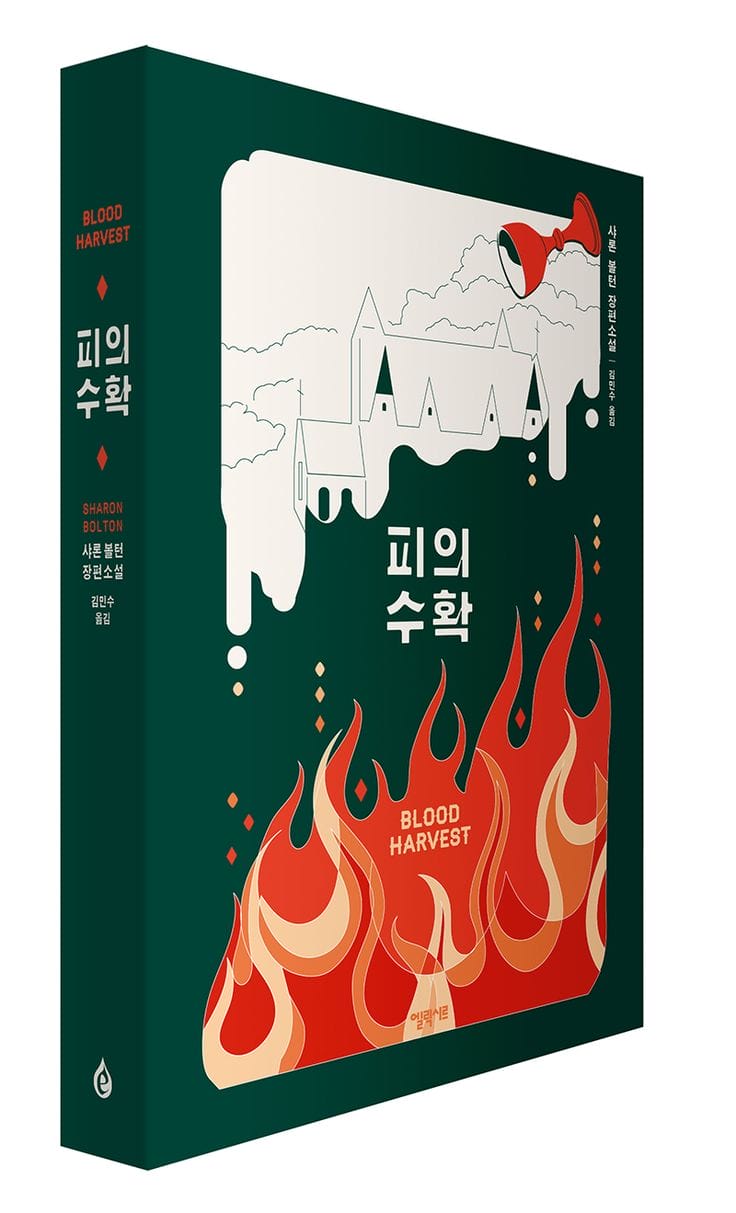 BLOOD
HARVEST
피의
수확
SHARON
BOLTON
샤론 볼턴
장편소설
김민수
옮김
e
샤론 볼턴 장편소설 — 김민수 옮김
피의
수확
BLOOD
HARVEST
엘릭시르